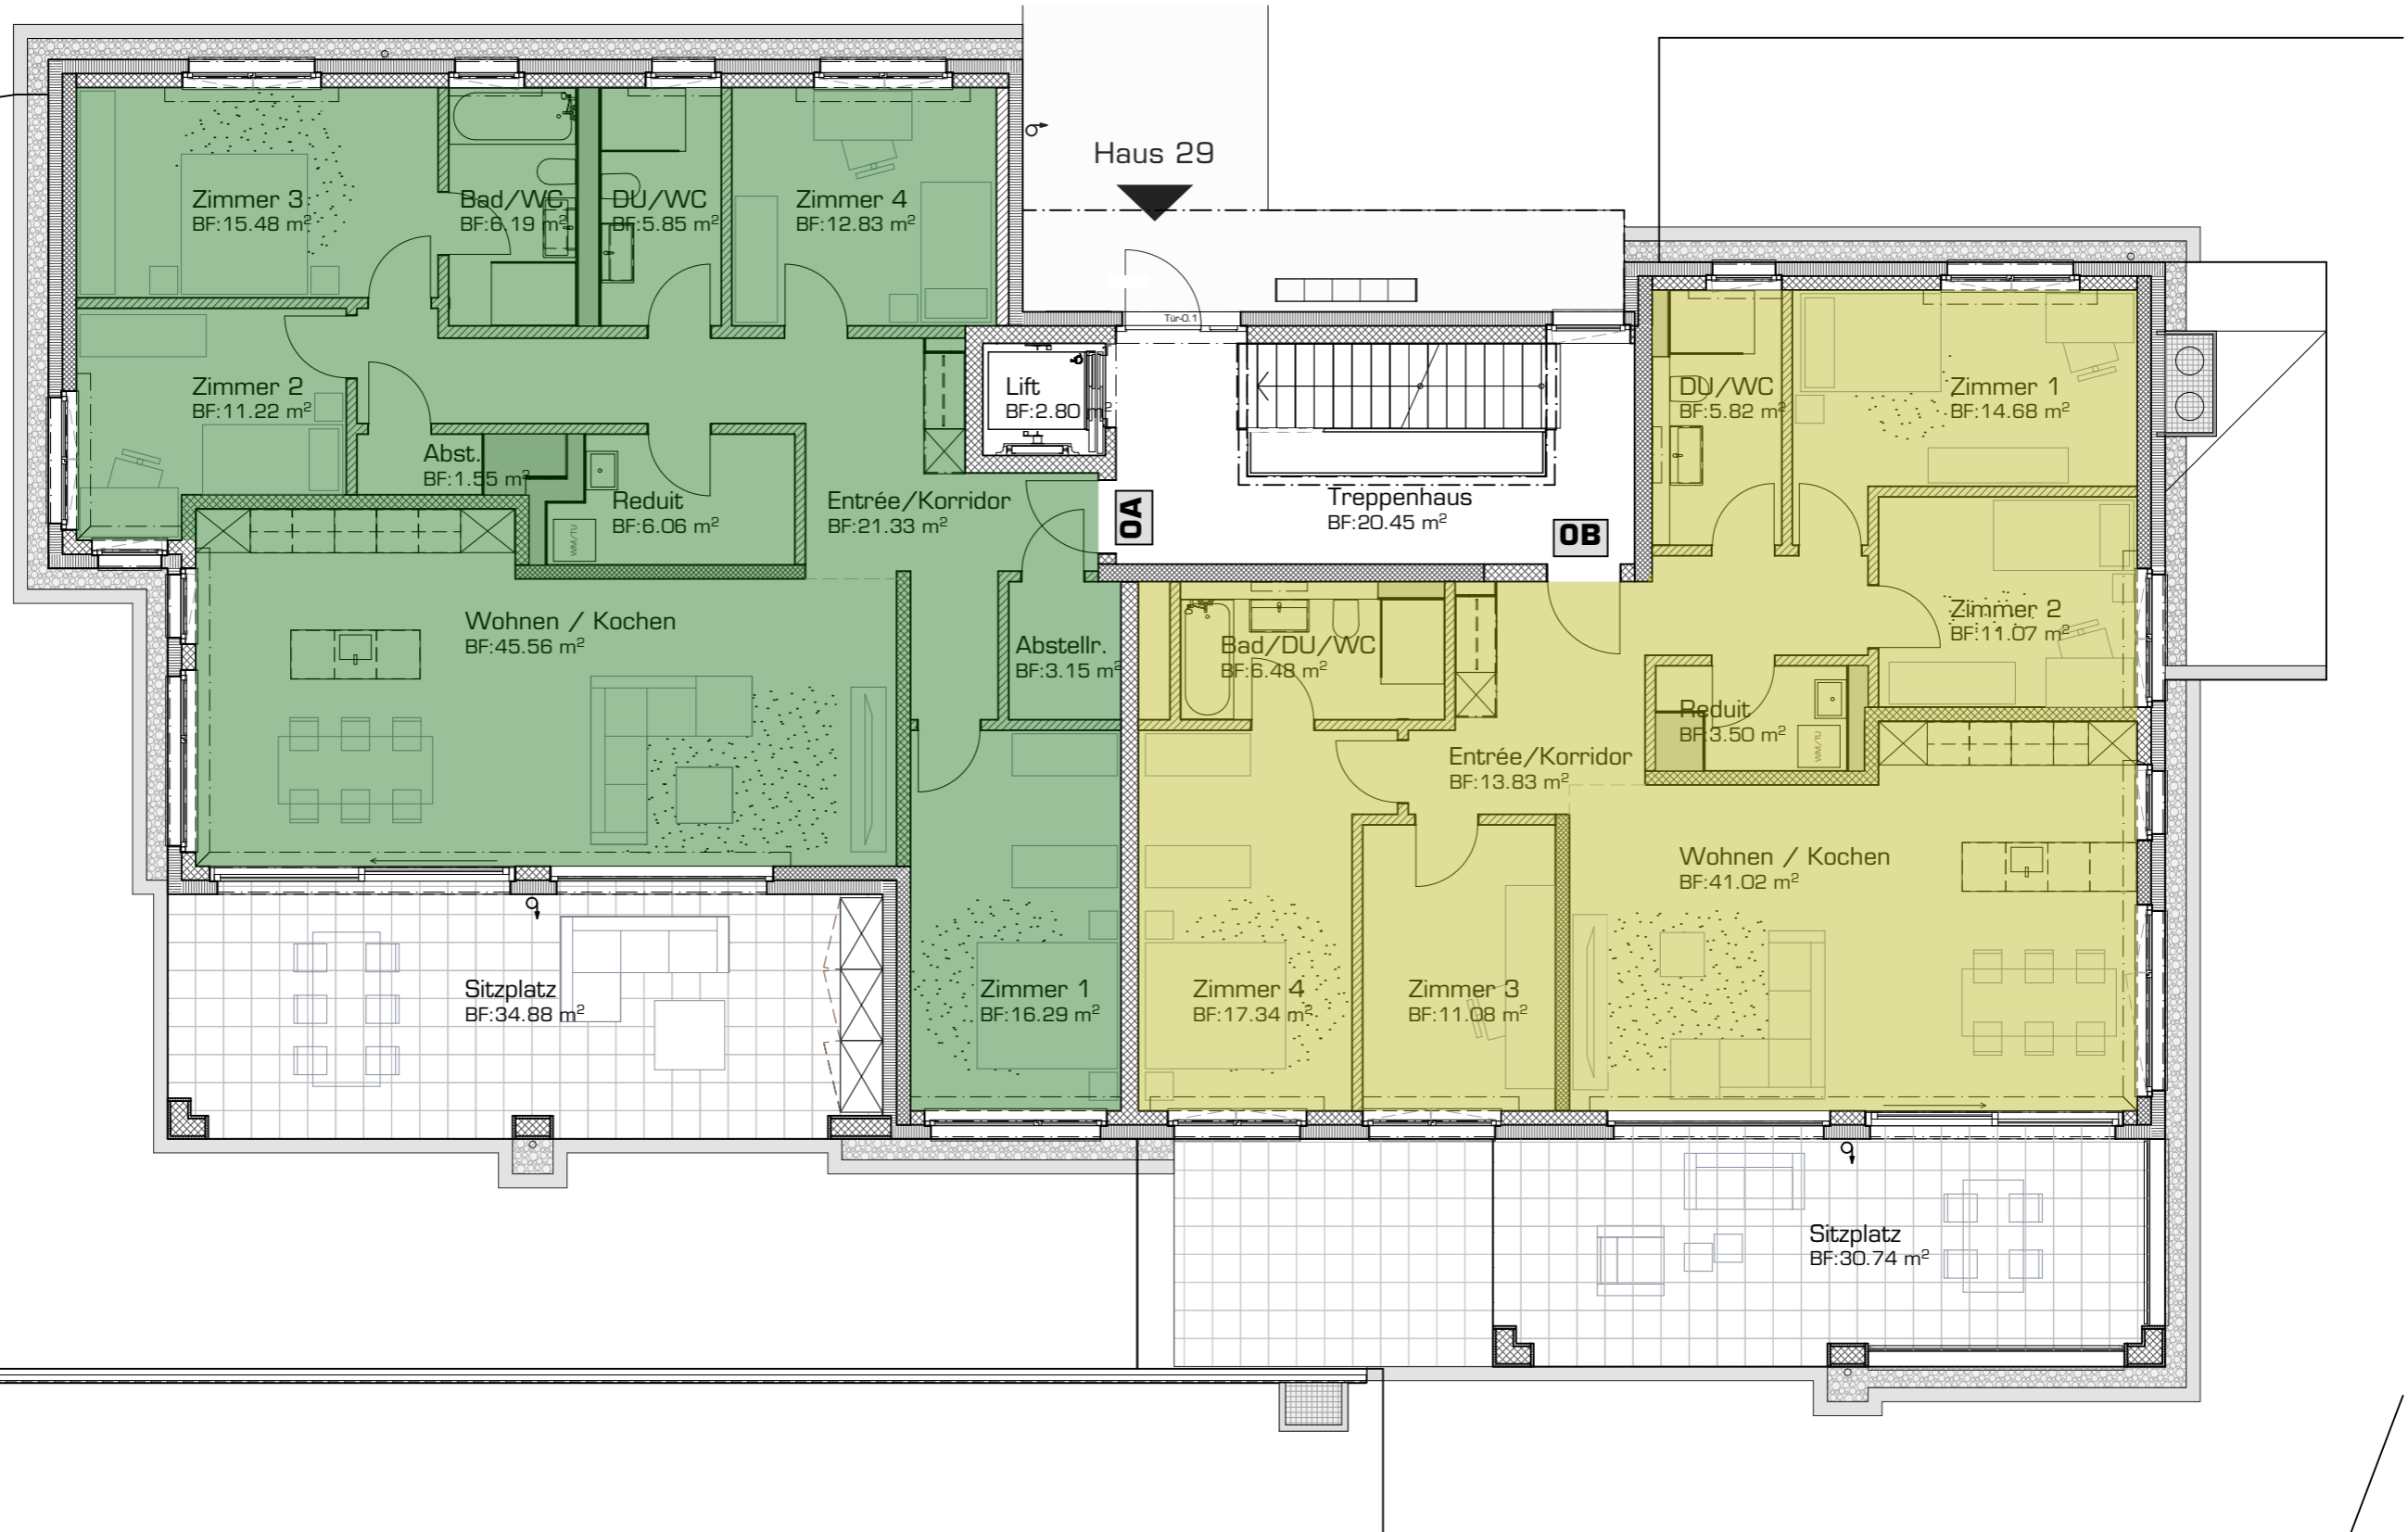 Haus 29
Zimmer 3
BF:15.48 m²
Bad/WC
BF:6.19 m²
DU/WC
BF:5.85 m²
Zimmer 4
BF:12.83 m²
Tür-0.1
Zimmer 2
BF:11.22 m²
Lift
BF:2.80 m²
DU/WC
BF:5.82 m²
Zimmer 1
BF:14.68 m²
Abst.
BF:1.55 m²
Reduit
BF:6.06 m²
WM/TU
Entrée/Korridor
BF:21.33 m²
0A
Treppenhaus
BF:20.45 m²
0B
Wohnen / Kochen
BF:45.56 m²
Abstellr.
BF:3.15 m²
Bad/DU/WC
BF:6.48 m²
Zimmer 2
BF:11.07 m²
Reduit
BF:3.50 m²
WM/TU
Entrée/Korridor
BF:13.83 m²
Wohnen / Kochen
BF:41.02 m²
Sitzplatz
BF:34.88 m²
Zimmer 1
BF:16.29 m²
Zimmer 4
BF:17.34 m²
Zimmer 3
BF:11.08 m²
Sitzplatz
BF:30.74 m²